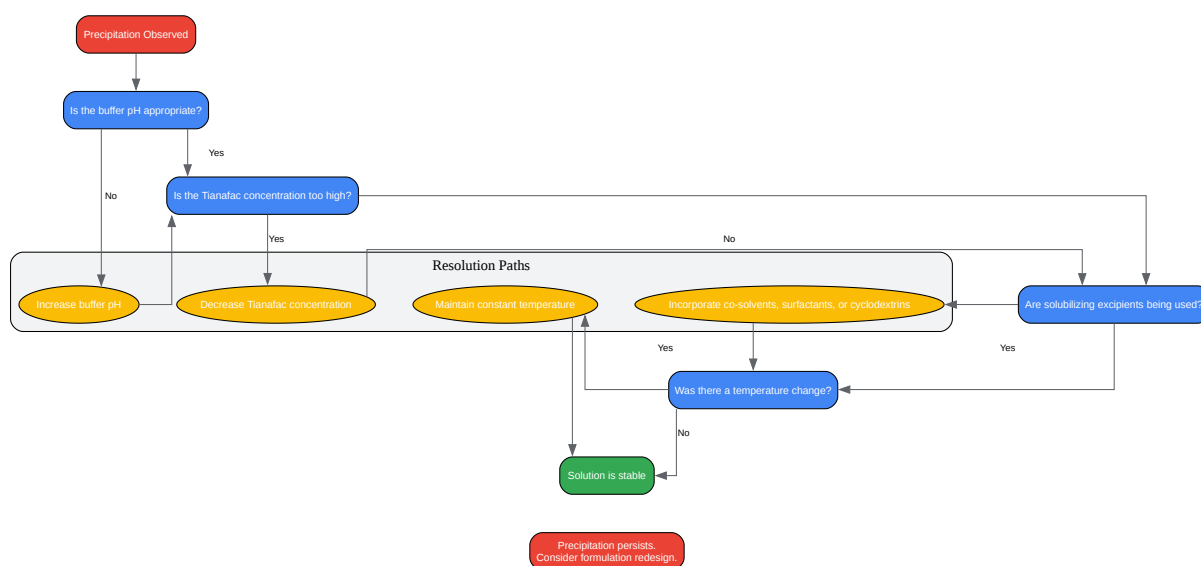 Precipitation Observed
Is the buffer pH appropriate?
Yes
No
Is the Tianafac concentration too high?
Yes
No
Resolution Paths
Increase buffer pH
Decrease Tianafac concentration
Maintain constant temperature
Incorporate co-solvents, surfactants, or cyclodextrins
Are solubilizing excipients being used?
Yes
Yes
Was there a temperature change?
No
Solution is stable
Precipitation persists.
Consider formulation redesign.